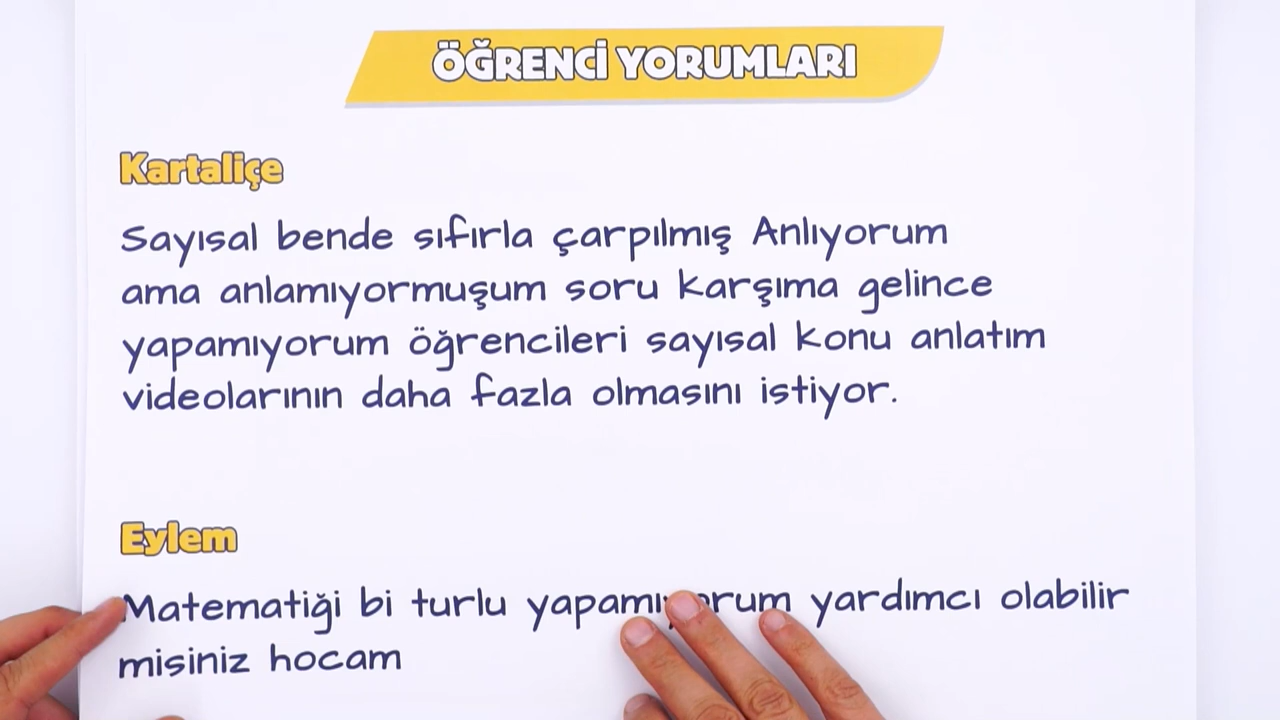 ÖĞRENCİ YORUMLARI
Kartaliçe
Sayısal bende sıfırla çarpılmış Anlıyorum
ama anlamıyormuşum soru karşıma gelince
yapamıyorum öğrencileri sayısal konu anlatım
videolarının daha fazla olmasını istiyor.
Eylem
Matematiği bi turlu yapamıyorum yardımcı olabilir
misiniz hocam